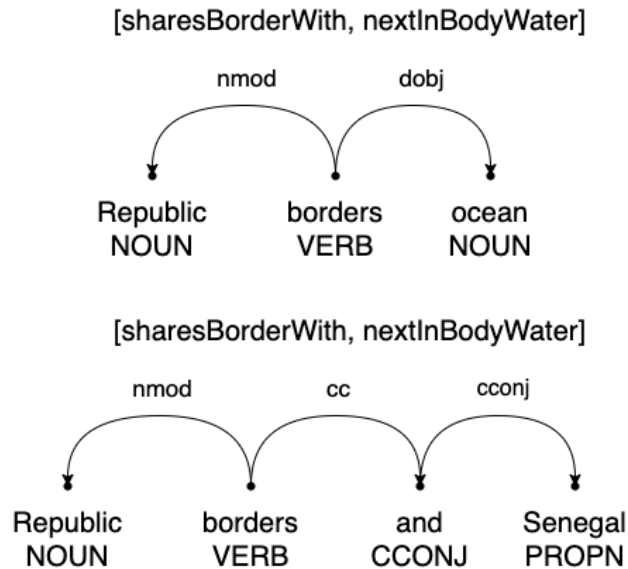 [sharesBorderWith, nextInBodyWater]
nmod dobj
Republic borders ocean
NOUN VERB NOUN
[sharesBorderWith, nextInBodyWater]
nmod cc cconj
Republic borders and Senegal
NOUN VERB CCONJ PROPN